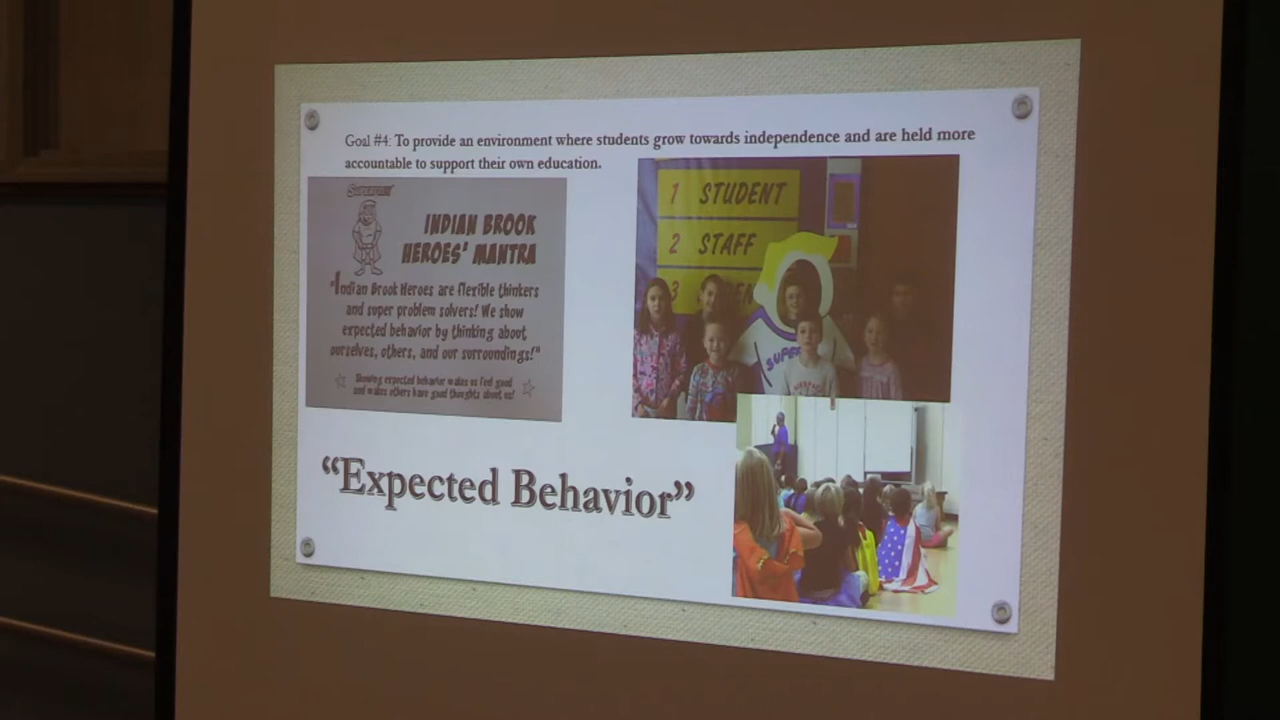 Goal #4: To provide an environment where students grow towards independence and are held more
accountable to support their own education.
SUPERFLEX
INDIAN BROOK
HEROES' MANTRA
"Indian Brook Heroes are flexible thinkers
and super problem solvers! We show
expected behavior by thinking about
ourselves, others, and our surroundings!"
Showing expected behavior makes us feel good
and makes others have good thoughts about us!
1 STUDENT
2 STAFF
3
"Expected Behavior"